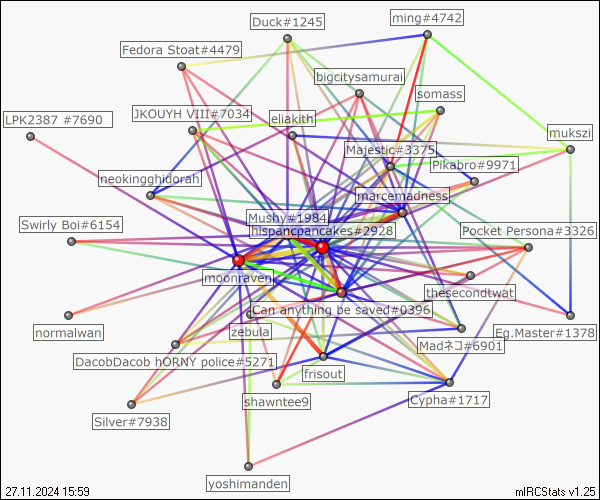 ming#4742
Duck#1245
Fedora Stoat#4479
bigcitysamurai
somass
JKOUYH VIII#7034
LPK2387 #7690
eliakith
mukszi
Majestic#3375
Pikabro#9971
neokingghidorah
marcemadness
Mushy#1984
Swirly Boi#6154
hispanicpancakes#2928
Pocket Persona#3326
moonraven
thesecondtwat
Can anything be saved#0396
normalwan
zebula
Eg.Master#1378
Madネコ#6901
DacobDacob hORNY police#5271
frisout
shawntee9
Cypha#1717
Silver#7938
yoshimanden
27.11.2024 15:59
mIRCStats v1.25